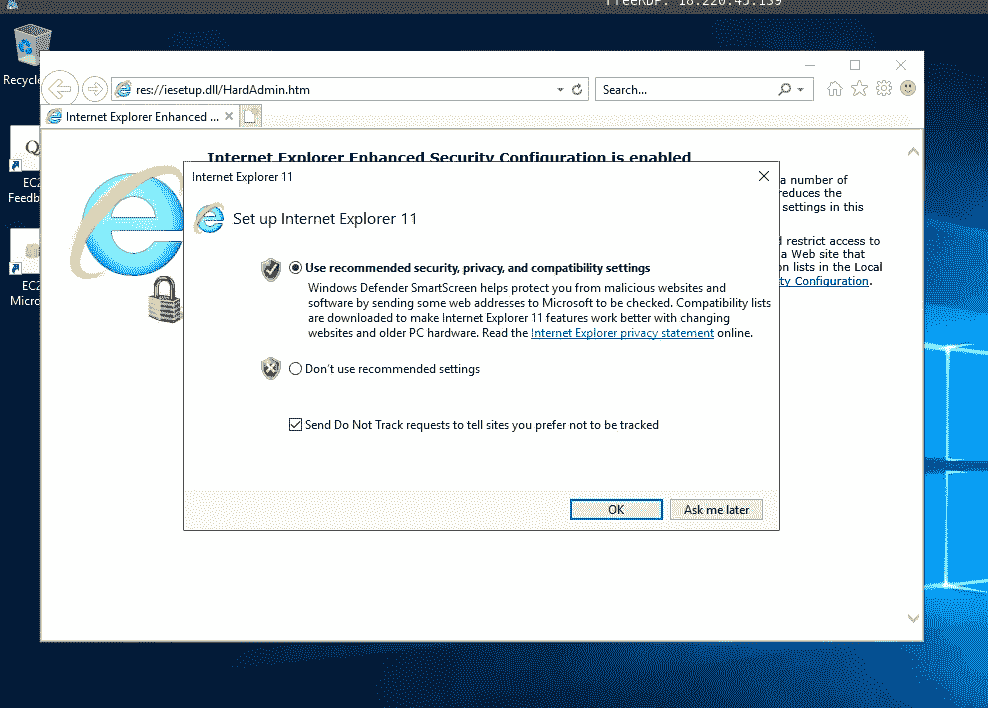 Recycle
res://iesetup.dll/HardAdmin.htm
Search...
Internet Explorer Enhanced ...
Internet Explorer Enhanced Security Configuration is enabled
Internet Explorer 11
Set up Internet Explorer 11
Use recommended security, privacy, and compatibility settings
Windows Defender SmartScreen helps protect you from malicious websites and
software by sending some web addresses to Microsoft to be checked. Compatibility lists
are downloaded to make Internet Explorer 11 features work better with changing
websites and older PC hardware. Read the Internet Explorer privacy statement online.
Don't use recommended settings
Send Do Not Track requests to tell sites you prefer not to be tracked
OK
Ask me later
a number of
reduces the
settings in this
restrict access to
a Web site that
on lists in the Local
ty Configuration.
EC2
Feedb
EC2
Micro